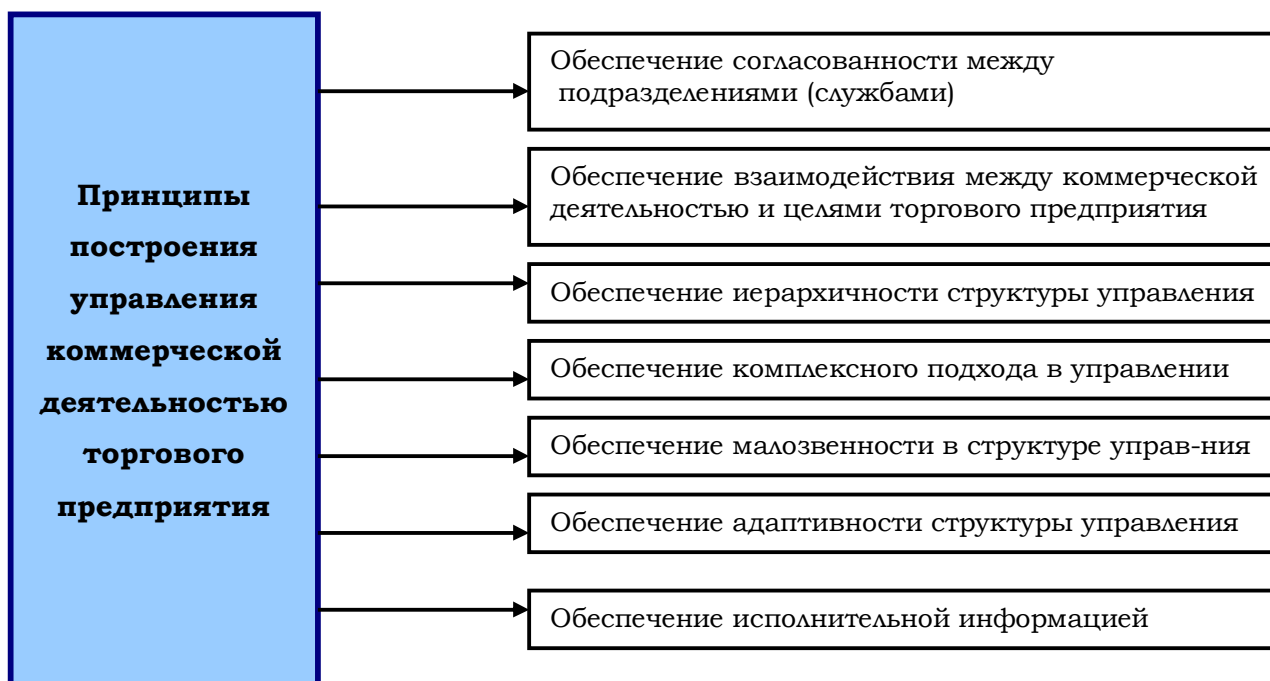 Принципы
построения
управления
коммерческой
деятельностью
торгового
предприятия
Обеспечение согласованности между
подразделениями (службами)
Обеспечение взаимодействия между коммерческой
деятельностью и целями торгового предприятия
Обеспечение иерархичности структуры управления
Обеспечение комплексного подхода в управлении
Обеспечение малозвенности в структуре управ-ния
Обеспечение адаптивности структуры управления
Обеспечение исполнительной информацией